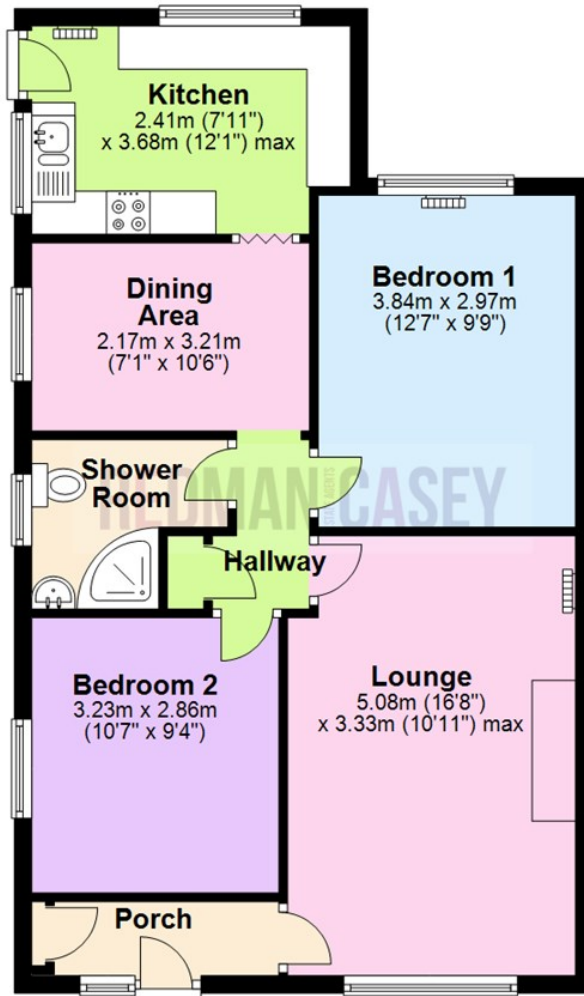 Kitchen
2.41m (7'11")
x 3.68m (12'1") max
Dining
Area
2.17m x 3.21m
(7'1" x 10'6")
Bedroom 1
3.84m x 2.97m
(12'7" x 9'9")
Shower
Room
CASEY
ESTATE AGENTS
Hallway
Bedroom 2
3.23m x 2.86m
(10'7" x 9'4")
Lounge
5.08m (16'8")
x 3.33m (10'11") max
Porch